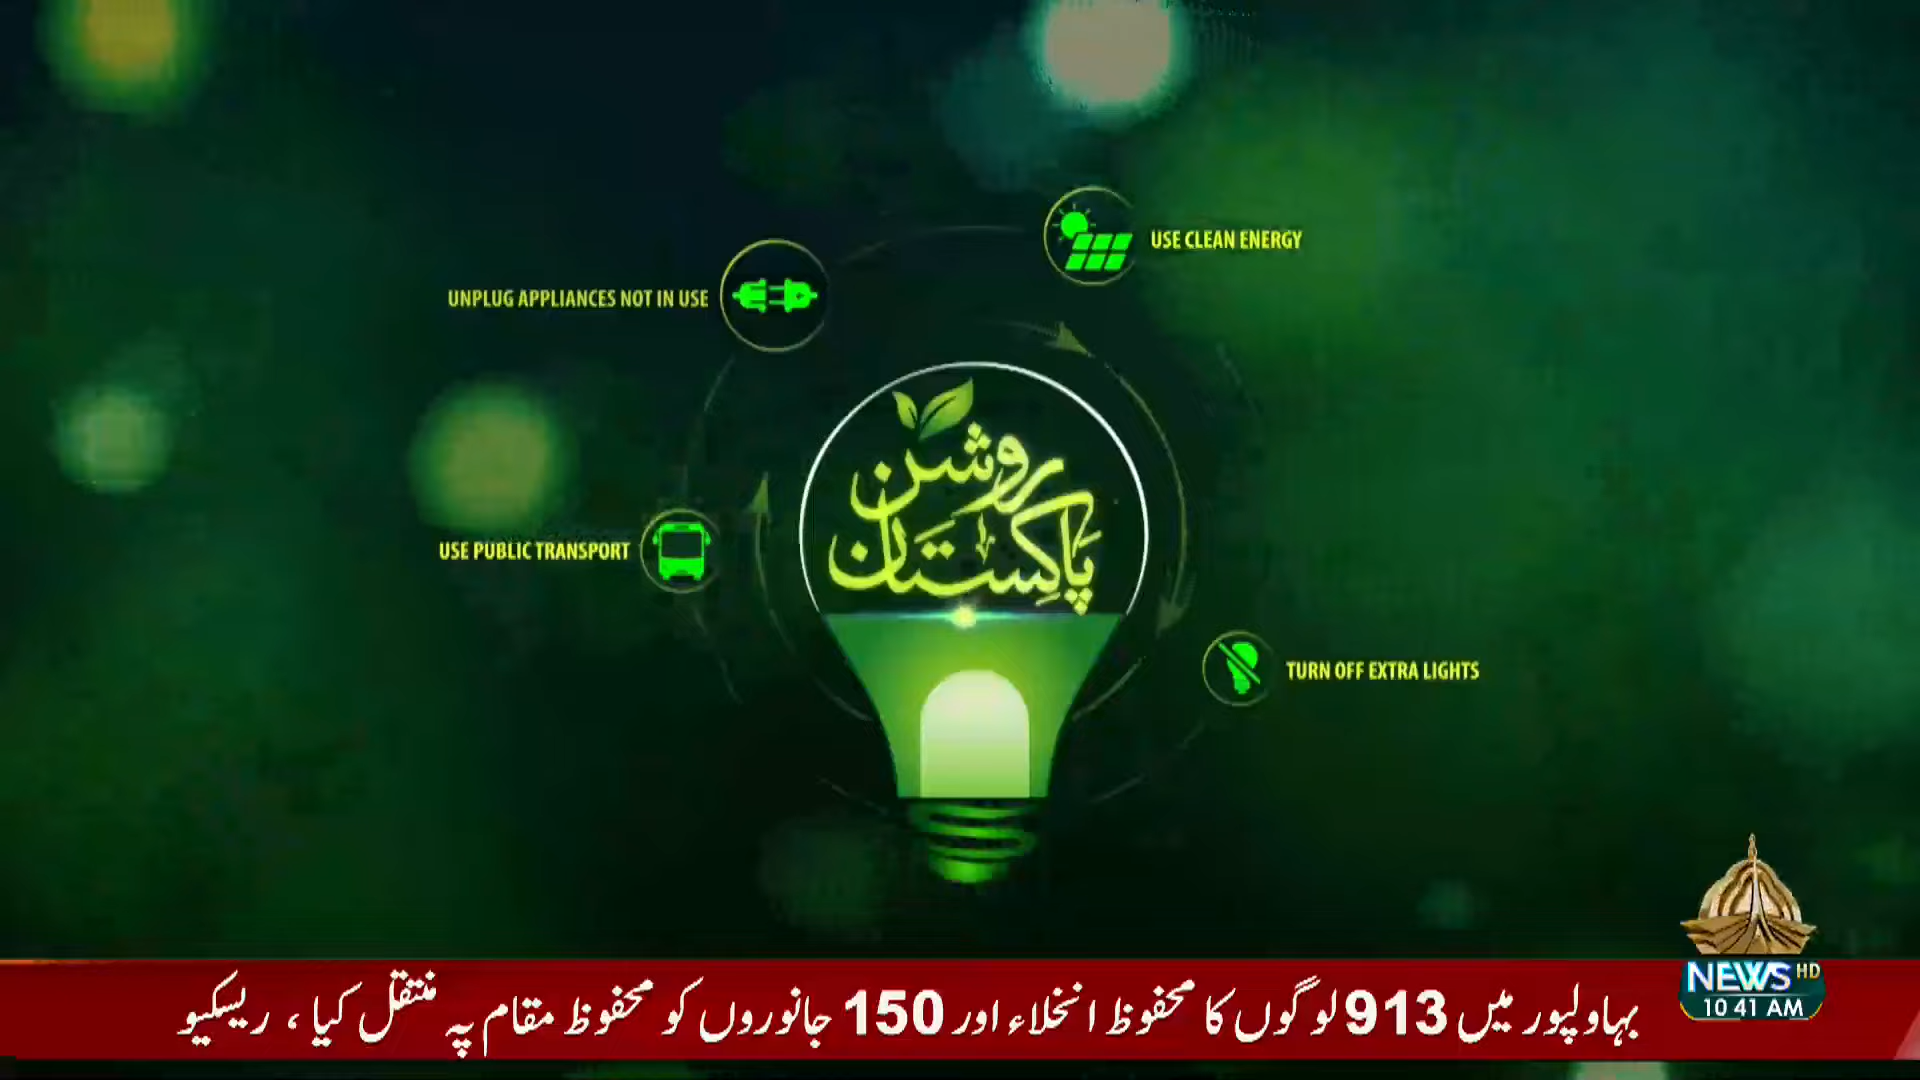 USE CLEAN ENERGY
UNPLUG APPLIANCES NOT IN USE
روشن
پاکستان
USE PUBLIC TRANSPORT
TURN OFF EXTRA LIGHTS
NEWS HD
10 41 AM
بہاولپور میں 913 لوگوں کا محفوظ انخلاء اور 150 جانوروں کو محفوظ مقام پہ منتقل کیا ، ریسکیو